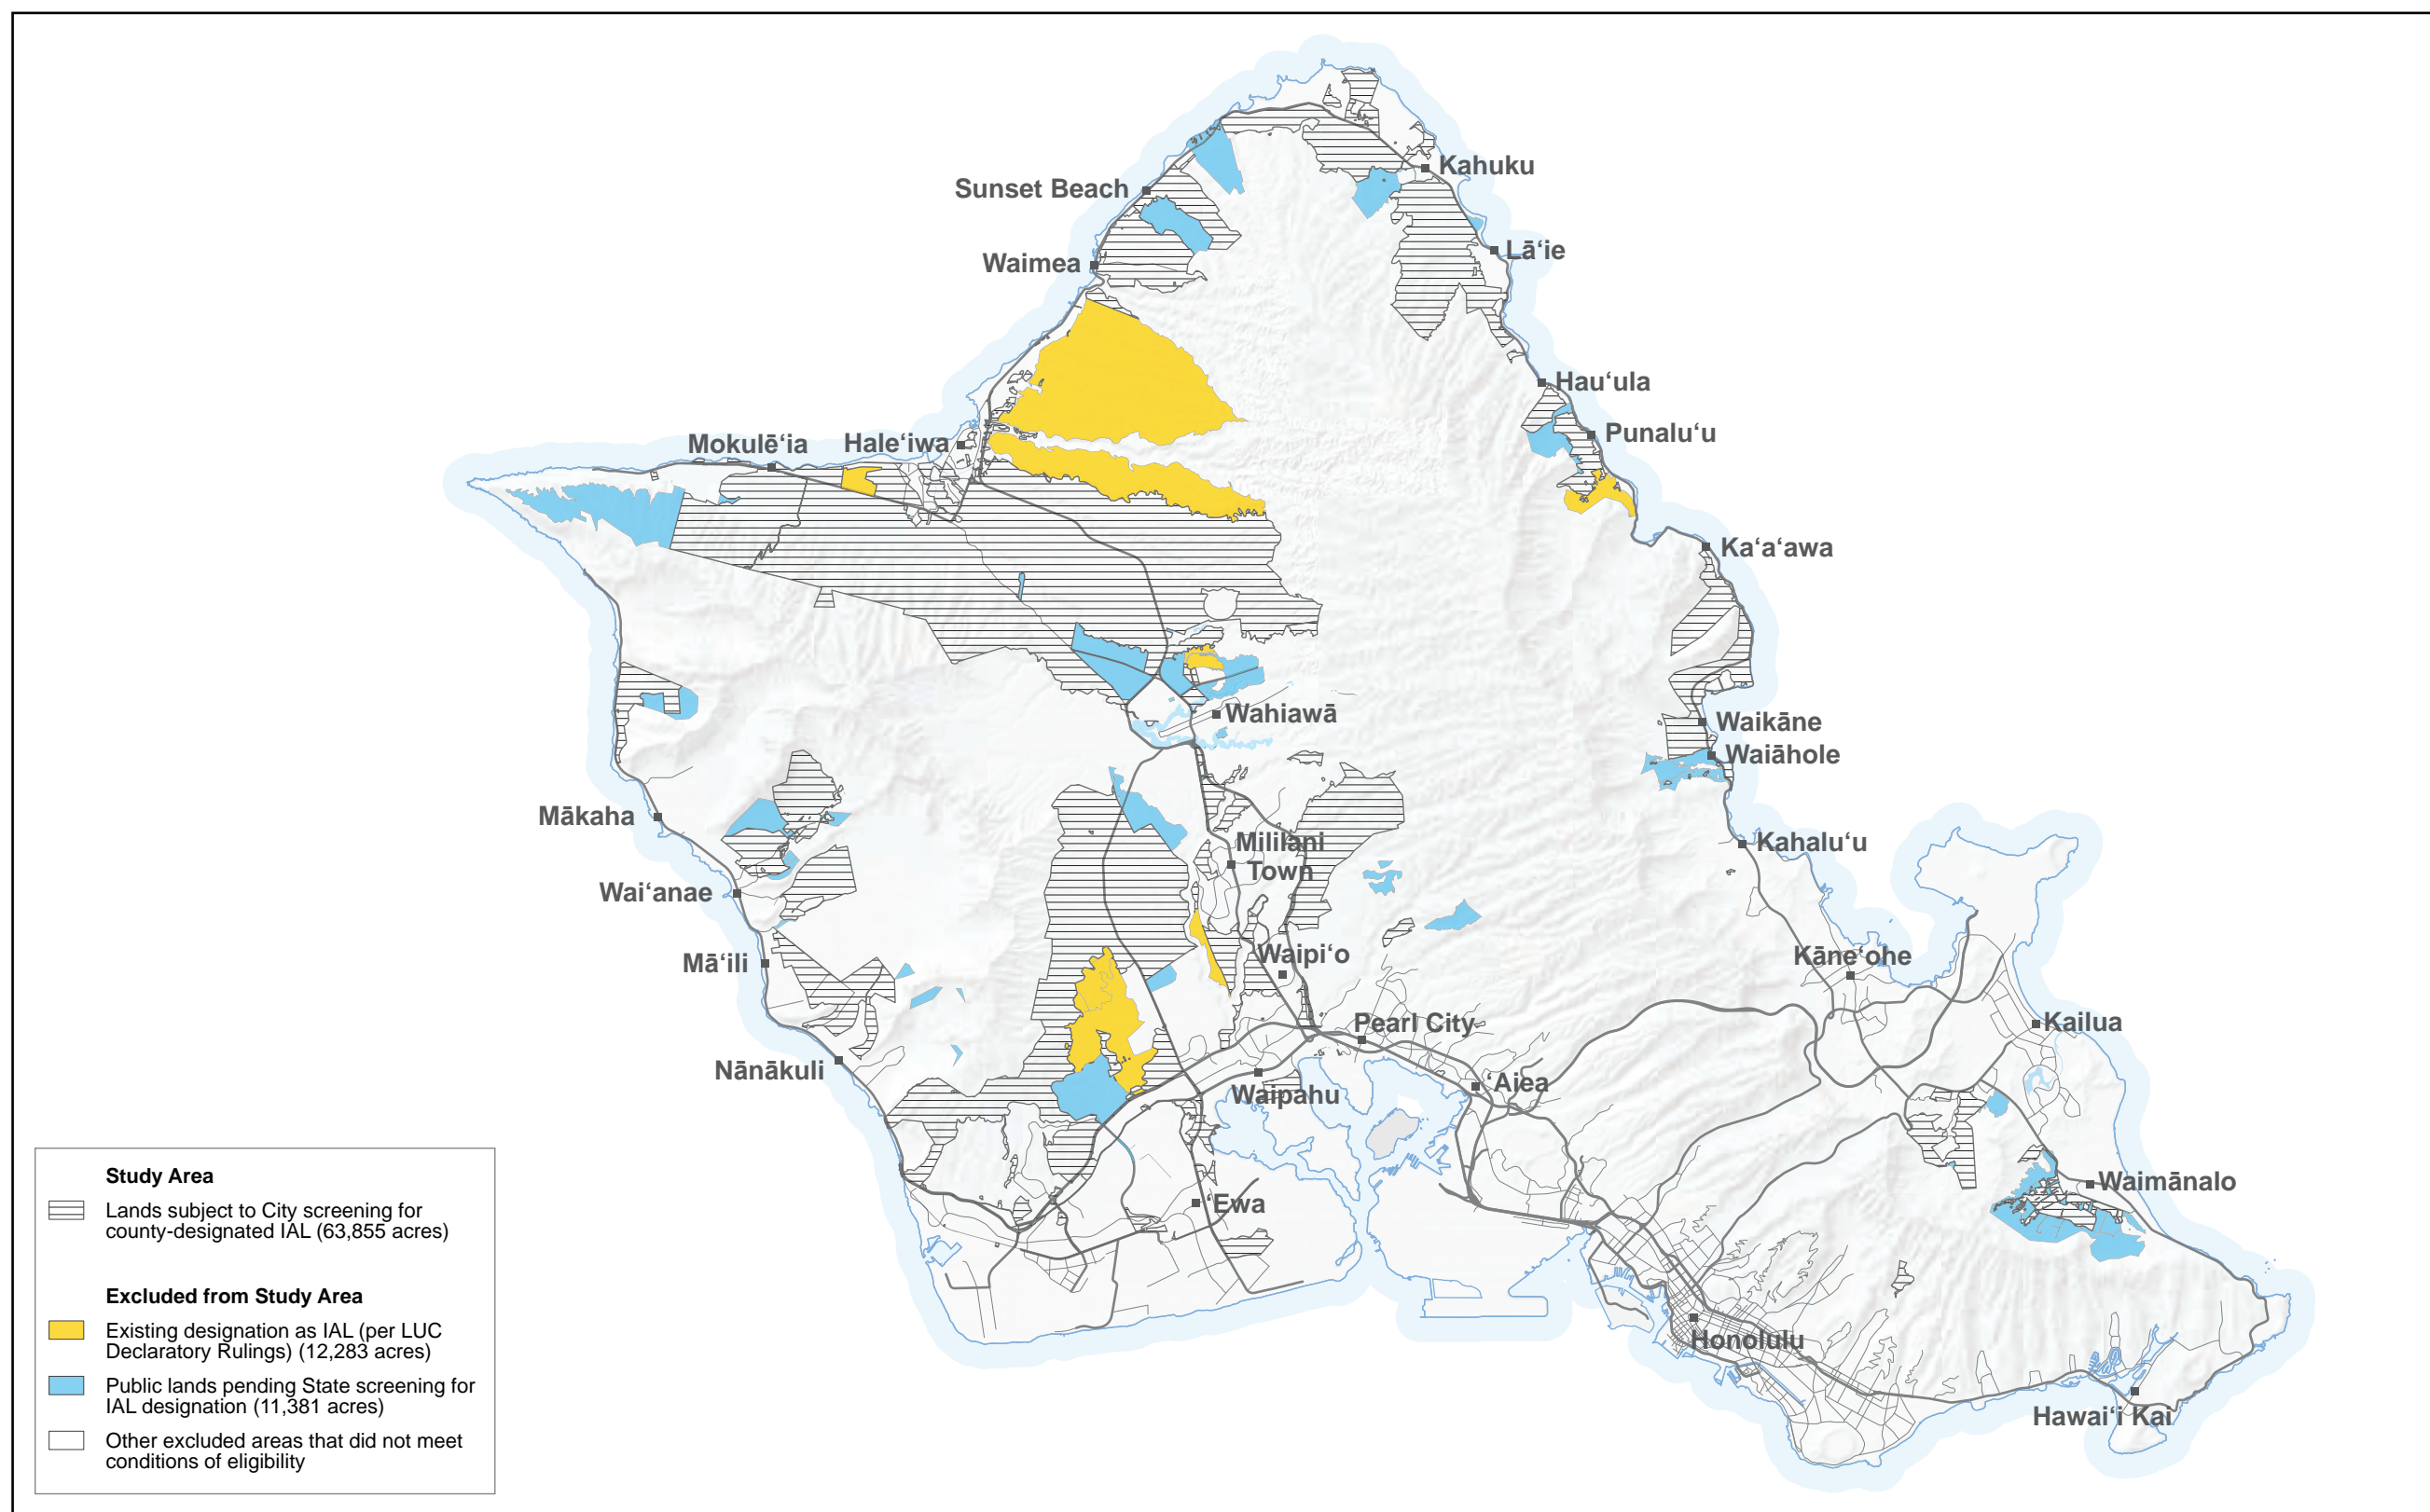 Kahuku
Sunset Beach
Lāʻie
Waimea
Hauʻula
Punaluʻu
Mokulēʻia
Haleʻiwa
Kaʻaʻawa
Wahiawā
Waikāne
Waiāhole
Mākaha
Mililani
Town
Kahaluʻu
Waiʻanae
Waipiʻo
Kāneʻohe
Māʻili
Pearl City
Kailua
Nānākuli
Waipahu
ʻAiea
Waimānalo
ʻEwa
Honolulu
Hawaiʻi Kai
Study Area
Lands subject to City screening for
county-designated IAL (63,855 acres)
Excluded from Study Area
Existing designation as IAL (per LUC
Declaratory Rulings) (12,283 acres)
Public lands pending State screening for
IAL designation (11,381 acres)
Other excluded areas that did not meet
conditions of eligibility